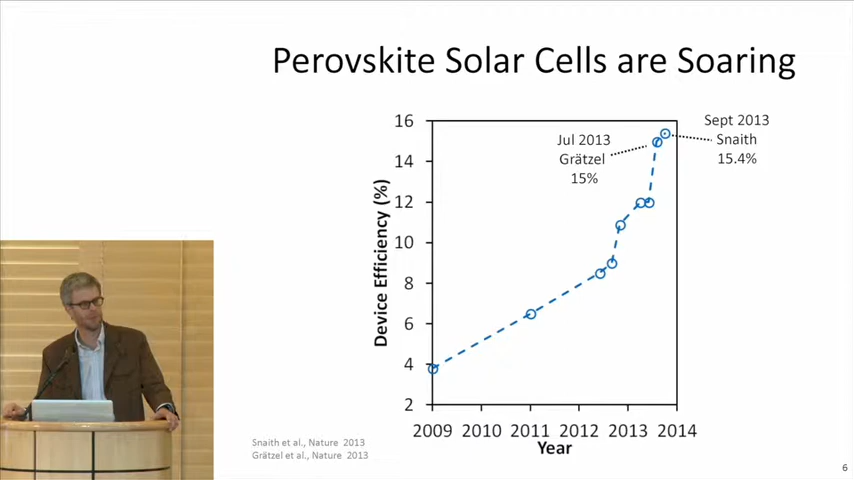 Perovskite Solar Cells are Soaring
16
14
12
10
8
6
4
2
Device Efficiency (%)
2009 2010 2011 2012 2013 2014
Year
Jul 2013
Grätzel
15%
Sept 2013
Snaith
15.4%
Snaith et al., Nature 2013
Grätzel et al., Nature 2013
6